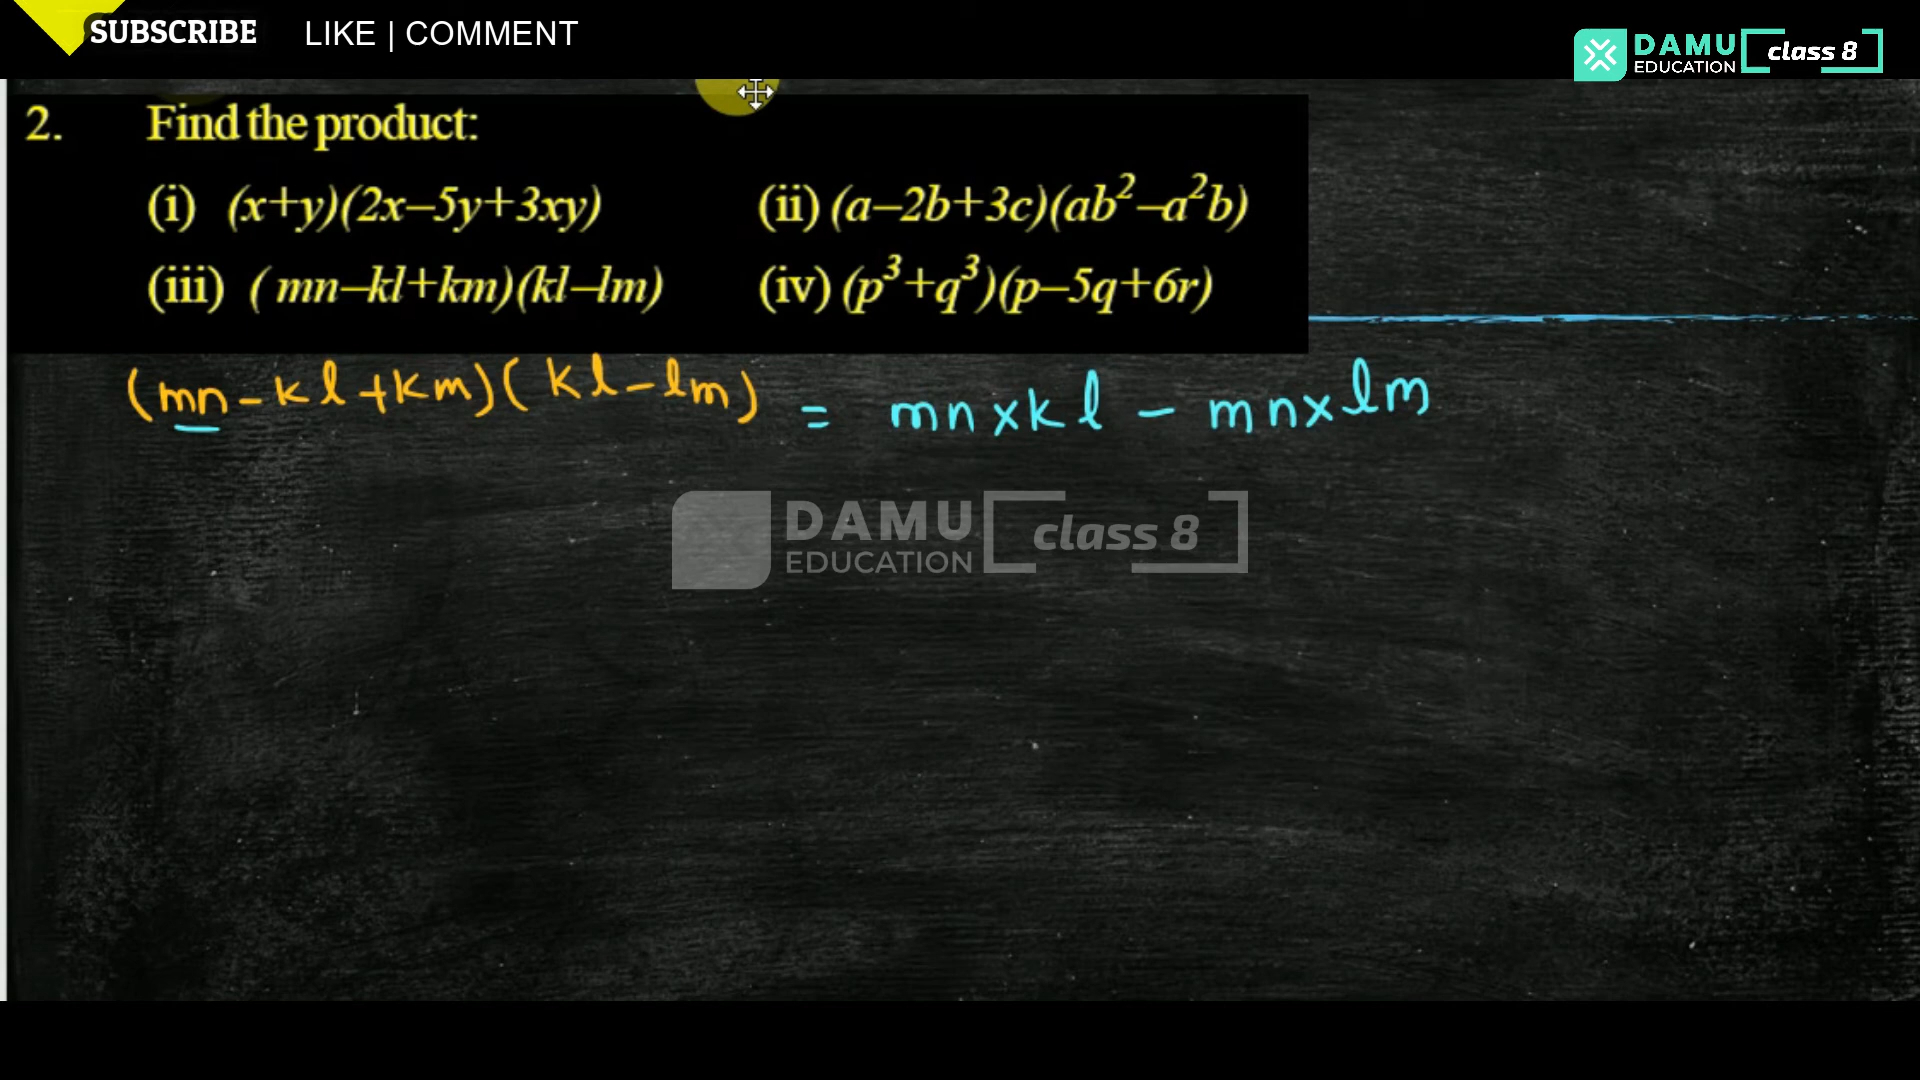 SUBSCRIBE LIKE | COMMENT
DAMU EDUCATION class 8
2. Find the product:
(i) (x+y)(2x–5y+3xy) (ii) (a–2b+3c)(ab²–a²b)
(iii) ( mn–kl+km)(kl–lm) (iv) (p³+q³)(p–5q+6r)
(mn-kl+km)(kl-lm) = mn×kl - mn×lm
DAMU EDUCATION class 8